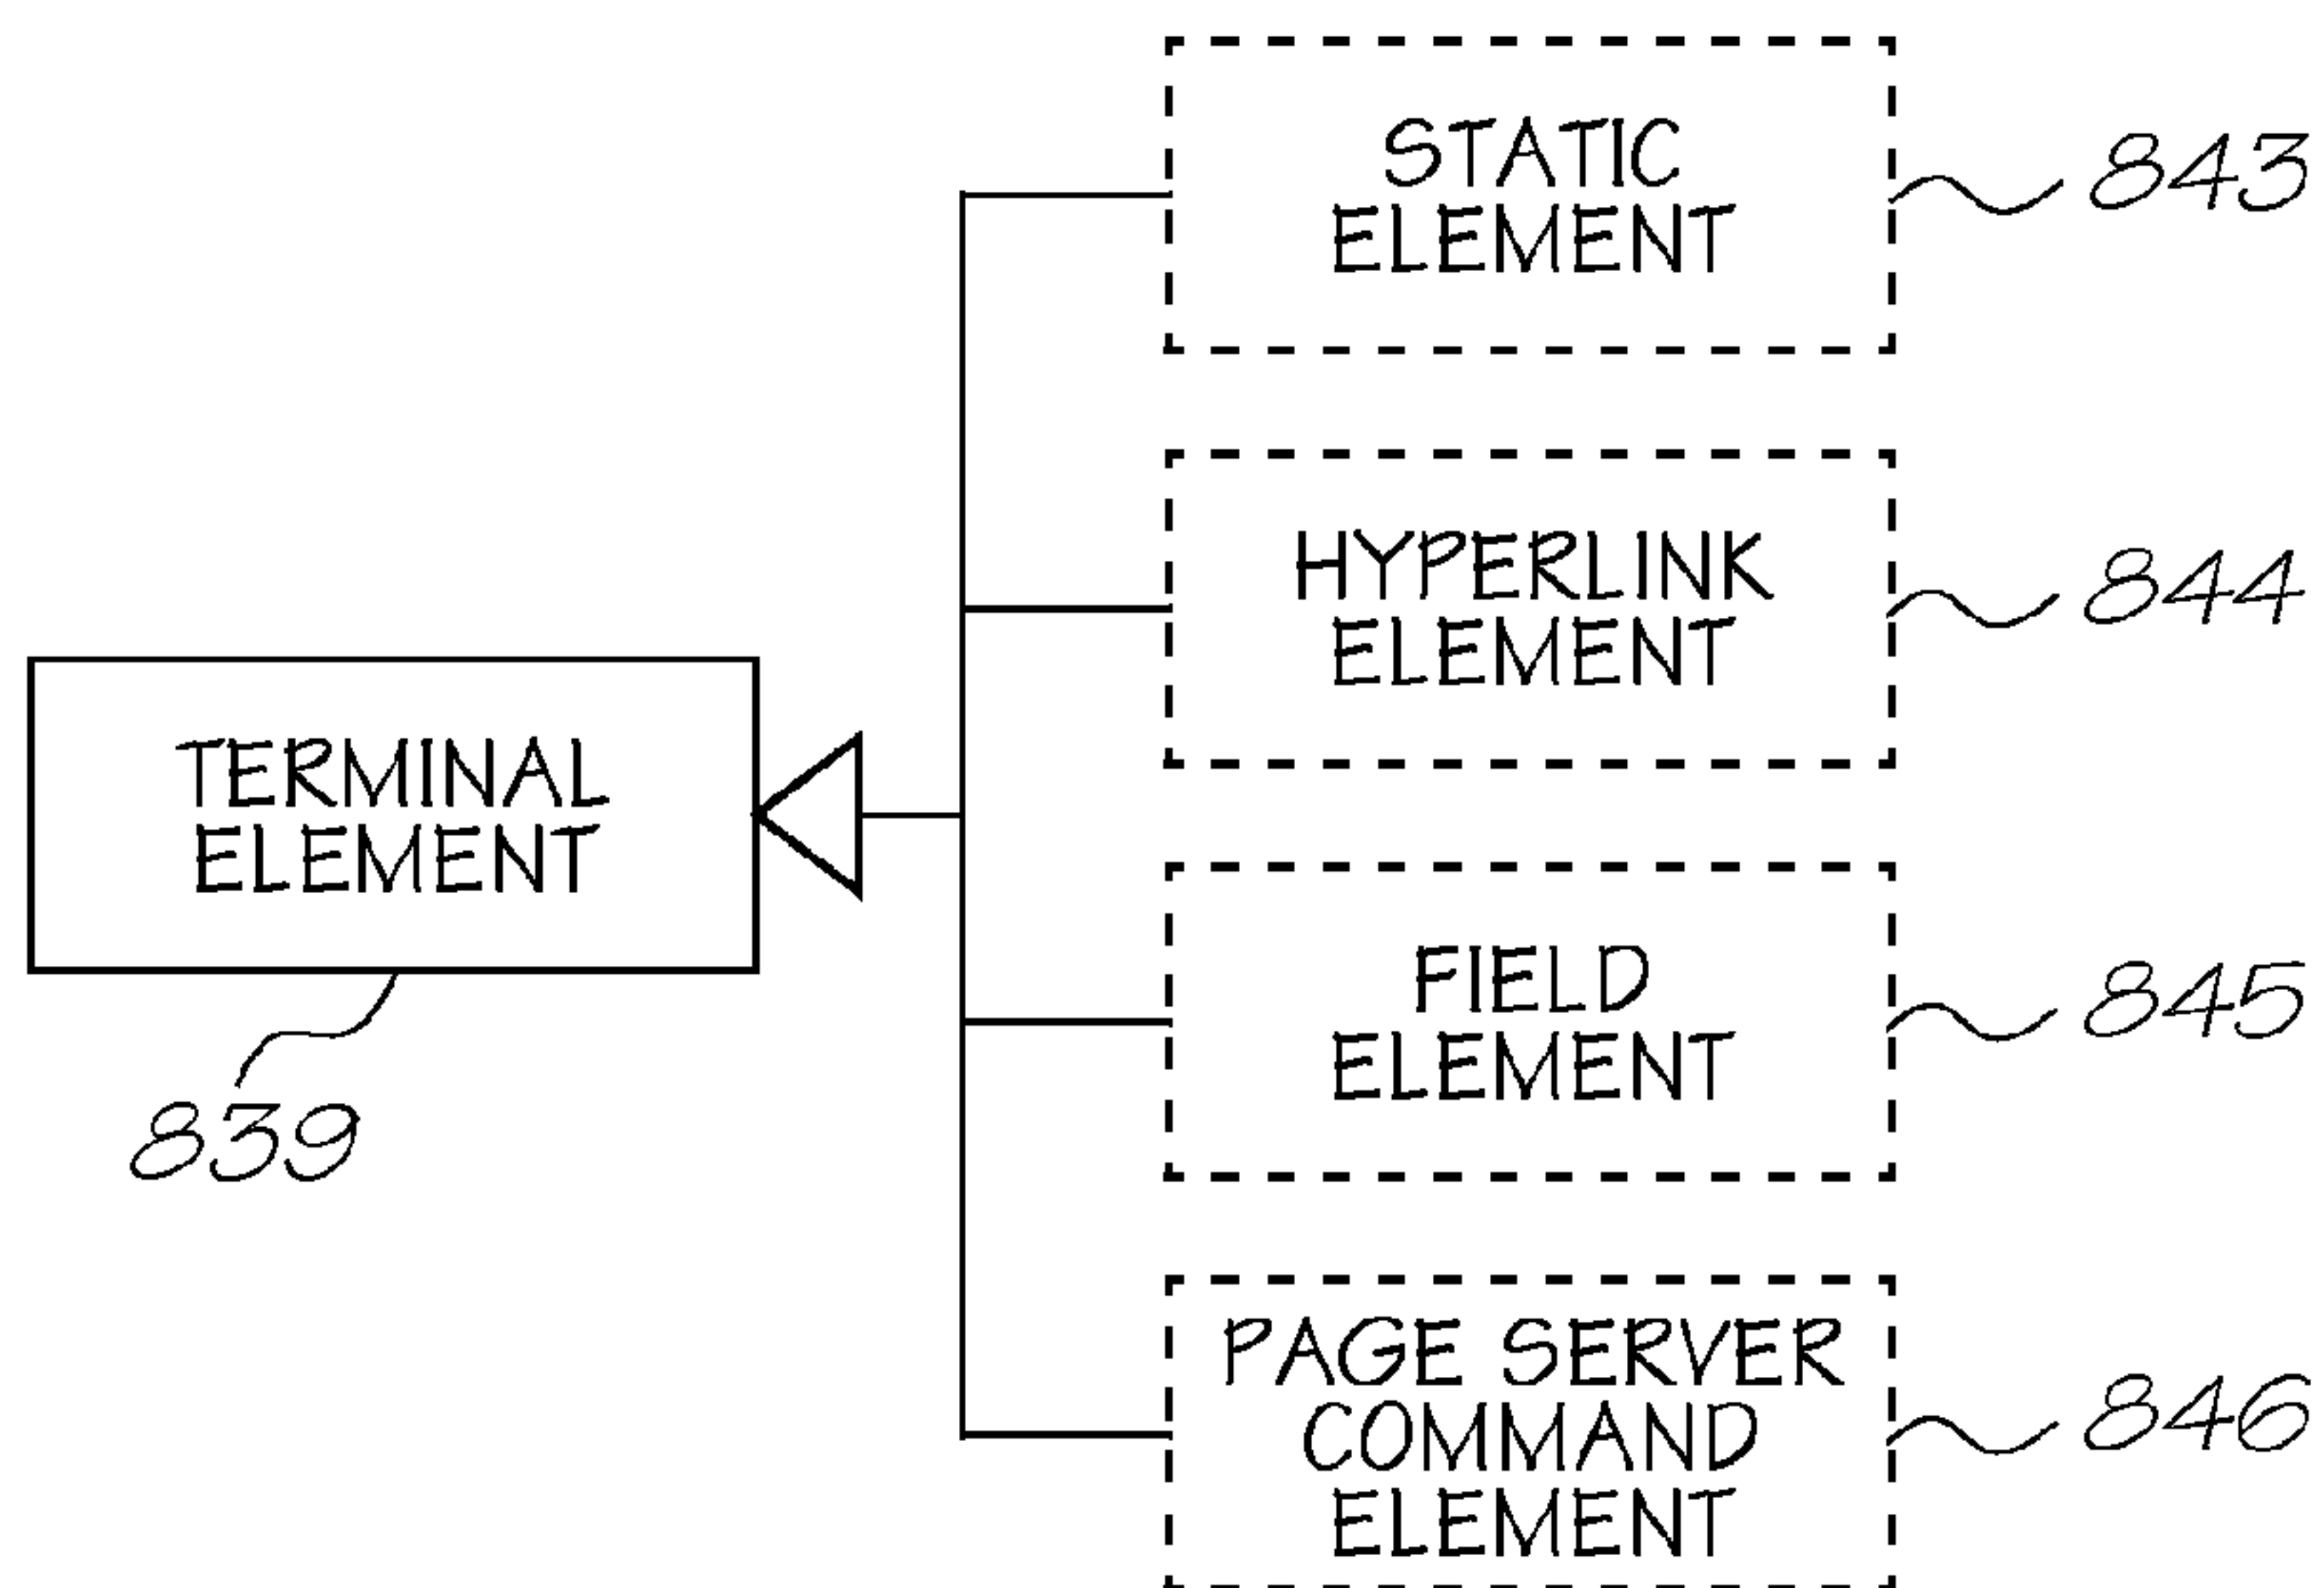 STATIC
ELEMENT
843
HYPERLINK
ELEMENT
844
TERMINAL
ELEMENT
839
FIELD
ELEMENT
845
PAGE SERVER
COMMAND
ELEMENT
846